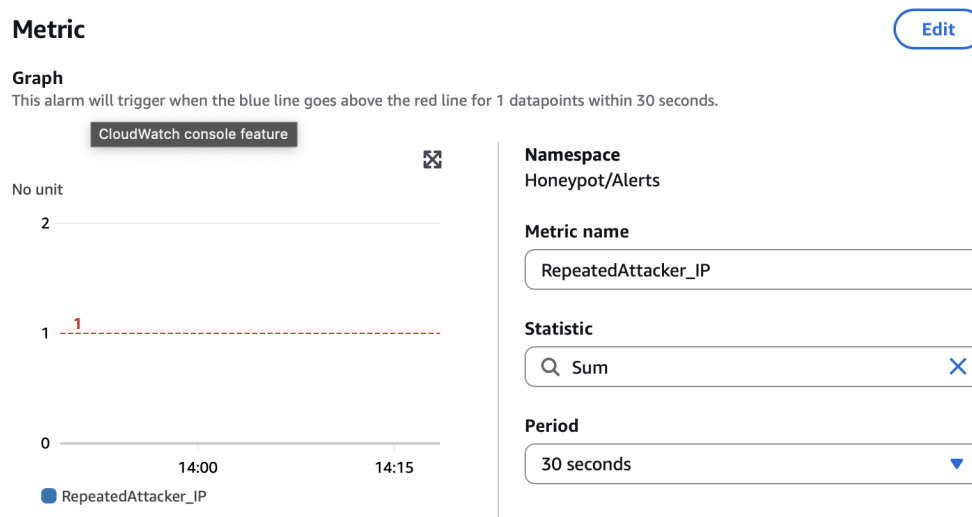 Metric
Edit
Graph
This alarm will trigger when the blue line goes above the red line for 1 datapoints within 30 seconds.
CloudWatch console feature
No unit
2
1
1
0
14:00
14:15
RepeatedAttacker_IP
Namespace
Honeypot/Alerts
Metric name
RepeatedAttacker_IP
Statistic
Sum
Period
30 seconds